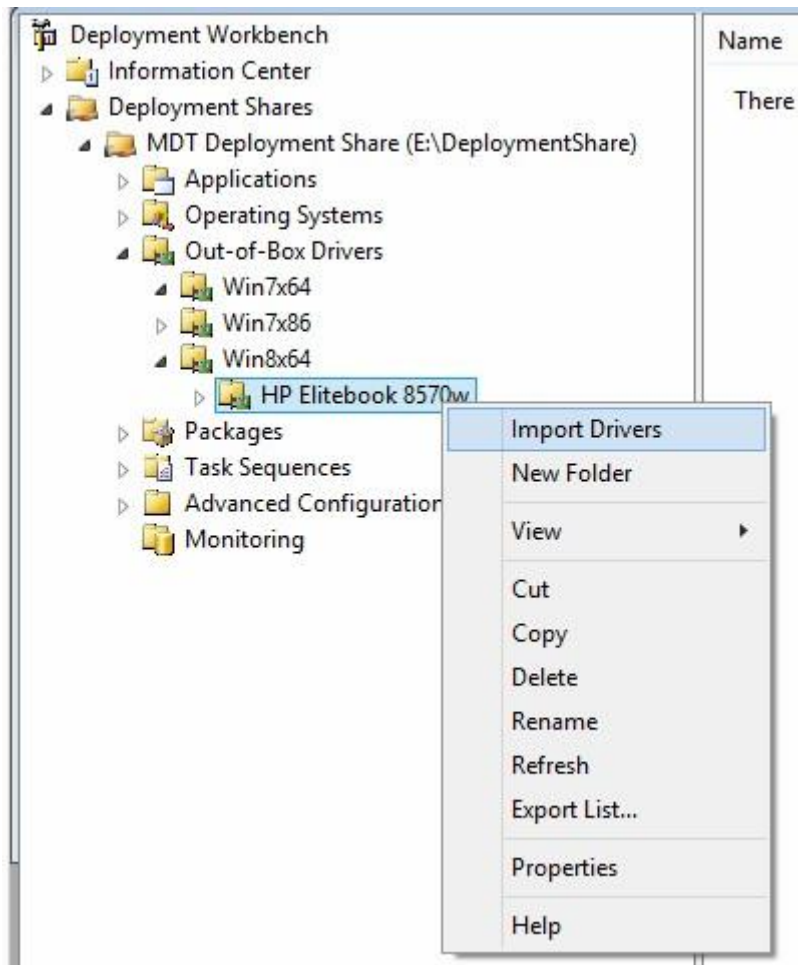 Deployment Workbench
Information Center
Deployment Shares
MDT Deployment Share (E:\DeploymentShare)
Applications
Operating Systems
Out-of-Box Drivers
Win7x64
Win7x86
Win8x64
HP Elitebook 8570w
Packages
Task Sequences
Advanced Configuration
Monitoring
Name
There
Import Drivers
New Folder
View
Cut
Copy
Delete
Rename
Refresh
Export List...
Properties
Help